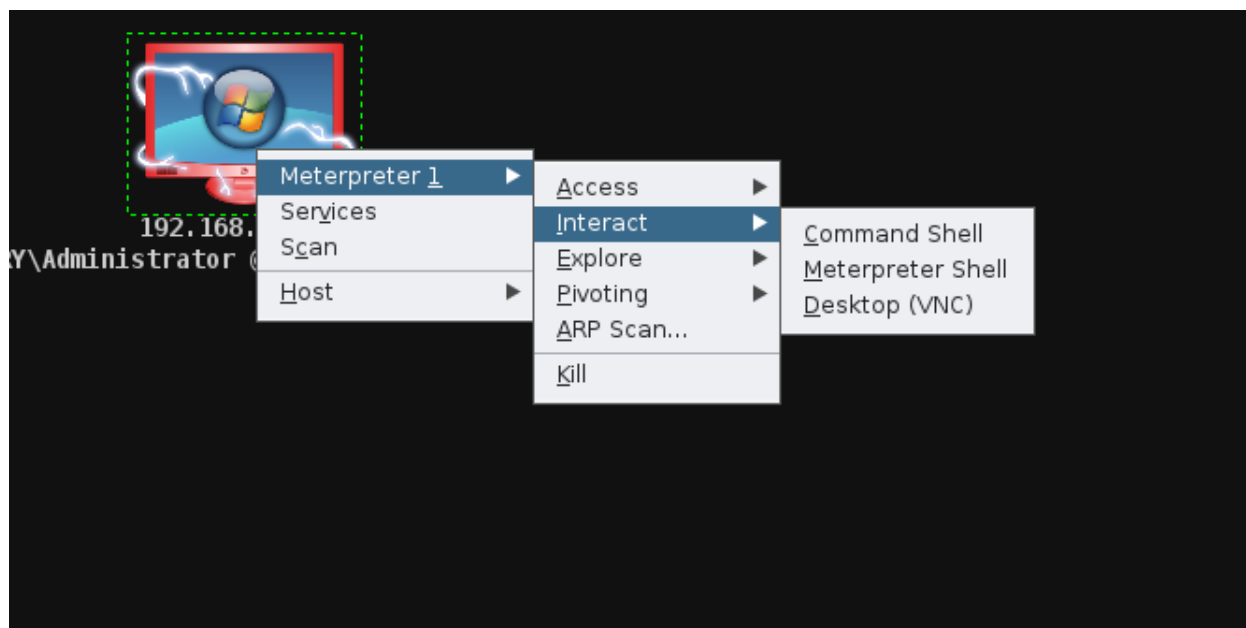 Meterpreter 1
Services
Scan
Host
Access
Interact
Explore
Pivoting
ARP Scan...
Kill
Command Shell
Meterpreter Shell
Desktop (VNC)
192.168.
Y\Administrator @